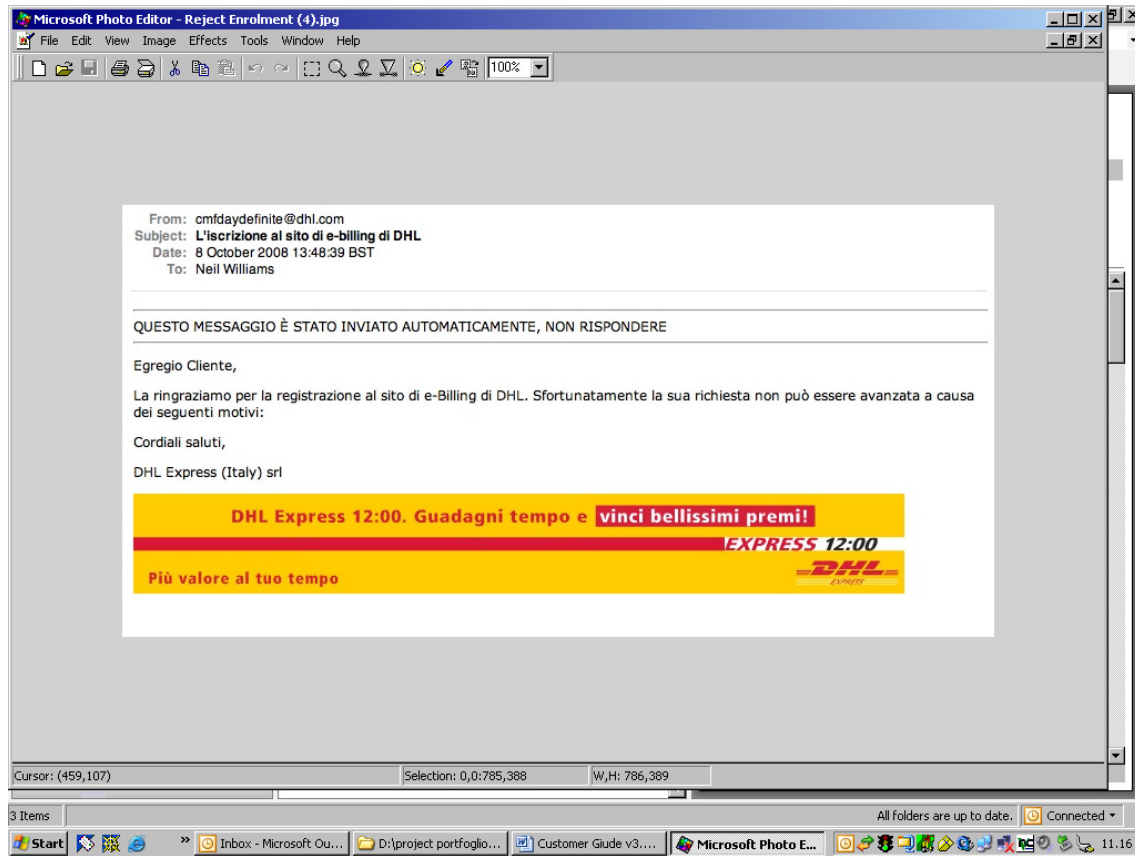 Microsoft Photo Editor - Reject Enrolment (4).jpg
File Edit View Image Effects Tools Window Help
100%
From: cmfdaydefinite@dhl.com
Subject: L'iscrizione al sito di e-billing di DHL
Date: 8 October 2008 13:48:39 BST
To: Neil Williams
QUESTO MESSAGGIO È STATO INVIATO AUTOMATICAMENTE, NON RISPONDERE
Egregio Cliente,
La ringraziamo per la registrazione al sito di e-Billing di DHL. Sfortunatamente la sua richiesta non può essere avanzata a causa
dei seguenti motivi:
Cordiali saluti,
DHL Express (Italy) srl
DHL Express 12:00. Guadagni tempo e vinci bellissimi premi!
EXPRESS 12:00
Più valore al tuo tempo
DHL
EXPRESS
Cursor: (459,107) Selection: 0,0:785,388 W,H: 786,389
3 Items All folders are up to date. Connected
Start » Inbox - Microsoft Ou... D:\project portfoglio... Customer Giude v3.... Microsoft Photo E... 11.16